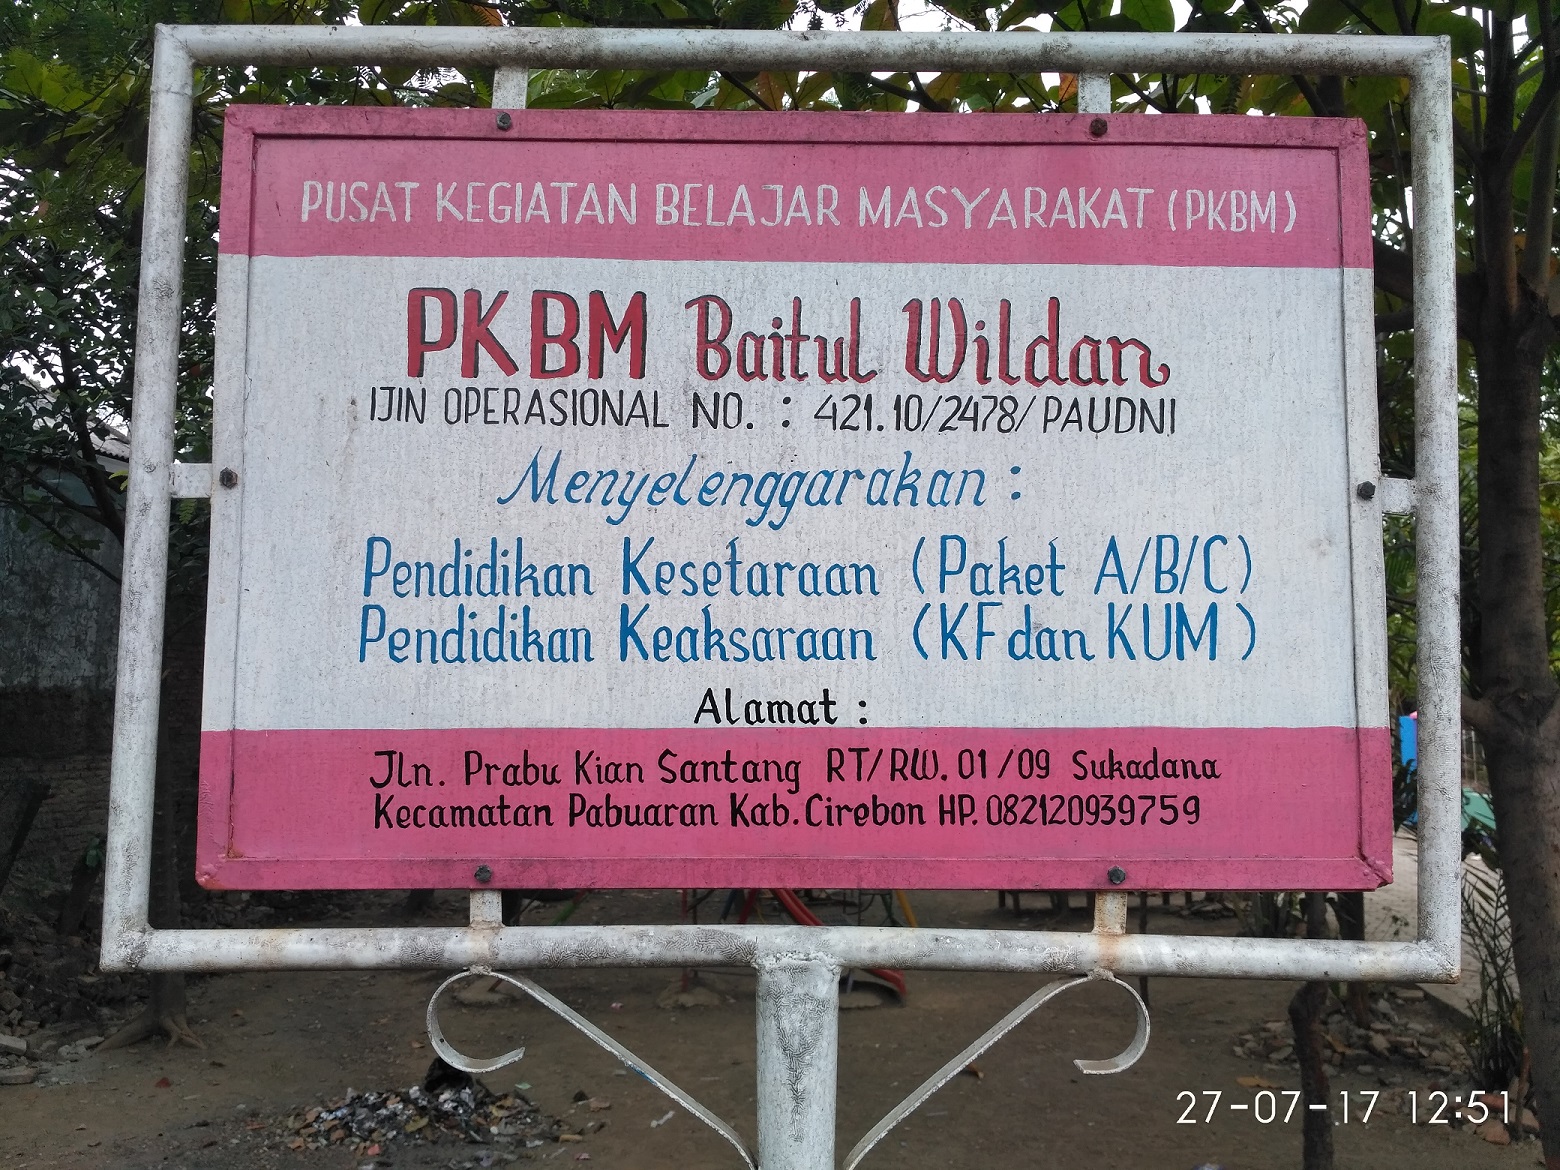 PUSAT KEGIATAN BELAJAR MASYARAKAT (PKBM)
PKBM Baitul Wildan
IJIN OPERASIONAL NO. : 421.10/2478/PAUDNI
Menyelenggarakan :
Pendidikan Kesetaraan (Paket A/B/C)
Pendidikan Keaksaraan (KF dan KUM)
Alamat :
Jln. Prabu Kian Santang RT/RW. 01/09 Sukadana
Kecamatan Pabuaran Kab. Cirebon HP. 082120939759
27-07-17 12:51